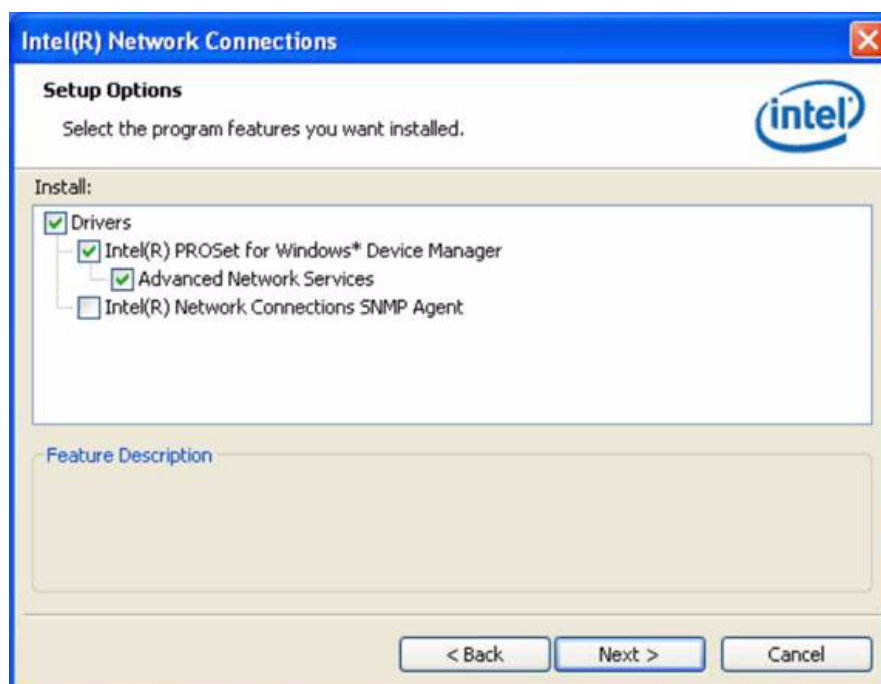 Intel(R) Network Connections
Setup Options
Select the program features you want installed.
intel
Install:
Drivers
Intel(R) PROSet for Windows* Device Manager
Advanced Network Services
Intel(R) Network Connections SNMP Agent
Feature Description
< Back
Next >
Cancel